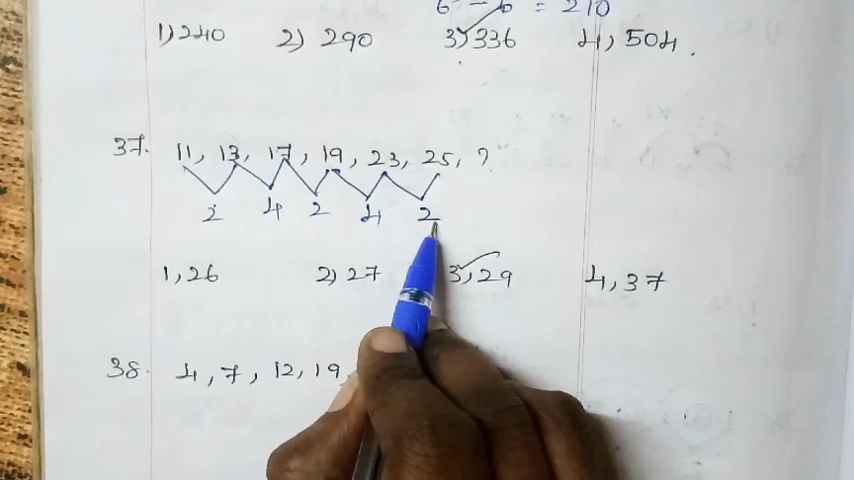 6³ - 6 = 210
1) 240 2) 290 3) 336 4, 504.
37. 11, 13, 17, 19, 23, 25, ?
2 4 2 4 2
1, 26 2) 27 3, 29 4, 37
38. 4, 7, 12, 19,